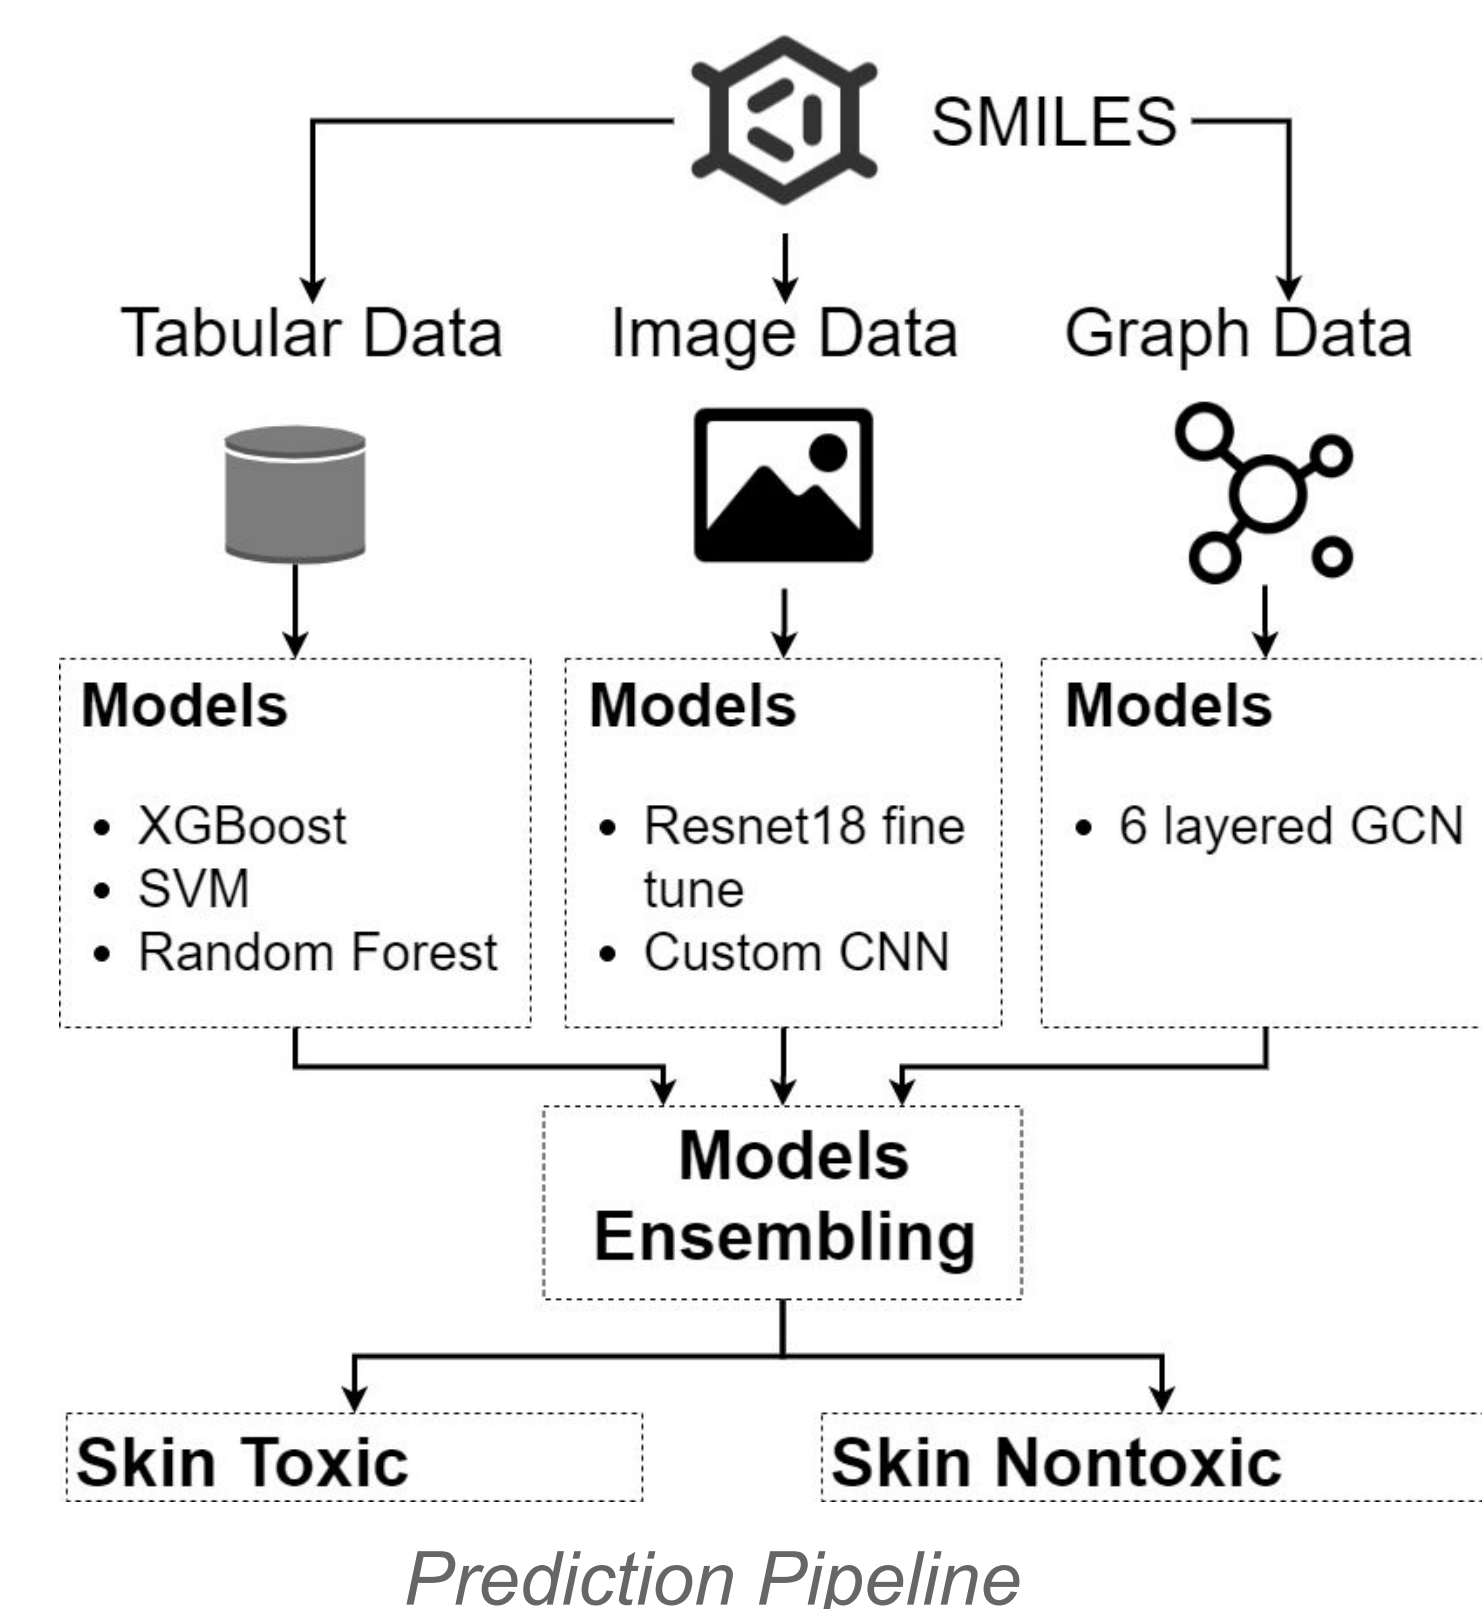 SMILES
Tabular Data
Image Data
Graph Data
Models
• XGBoost
• SVM
• Random Forest
Models
• Resnet18 fine
tune
• Custom CNN
Models
• 6 layered GCN
Models
Ensembling
Skin Toxic
Skin Nontoxic
Prediction Pipeline